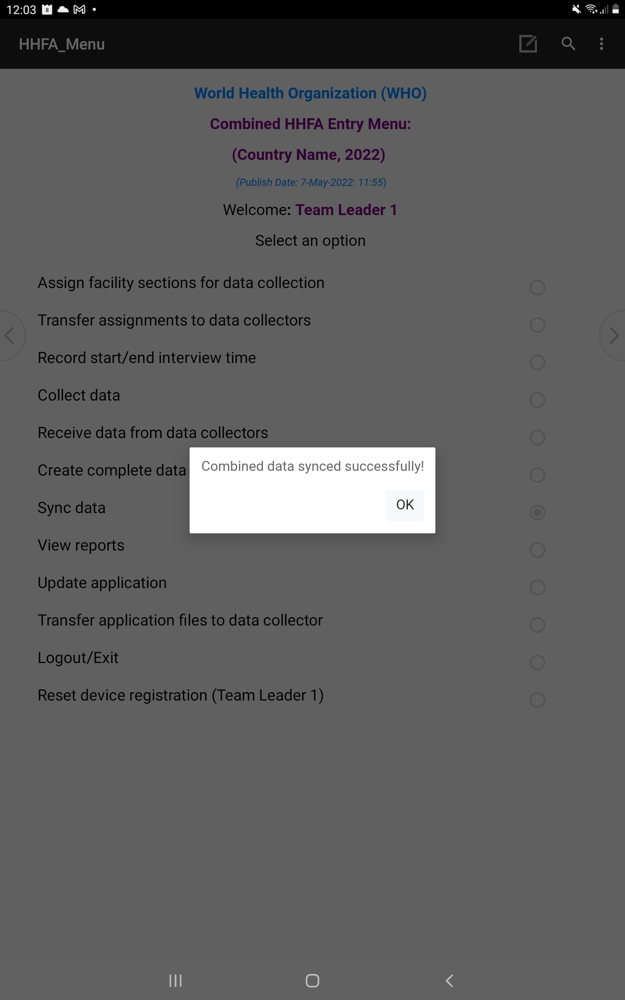 12:03
8
HHFA_Menu
World Health Organization (WHO)
Combined HHFA Entry Menu:
(Country Name, 2022)
(Publish Date: 7-May-2022: 11:55)
Welcome: Team Leader 1
Select an option
Assign facility sections for data collection
Transfer assignments to data collectors
Record start/end interview time
Collect data
Receive data from data collectors
Create complete data
Combined data synced successfully!
OK
Sync data
View reports
Update application
Transfer application files to data collector
Logout/Exit
Reset device registration (Team Leader 1)